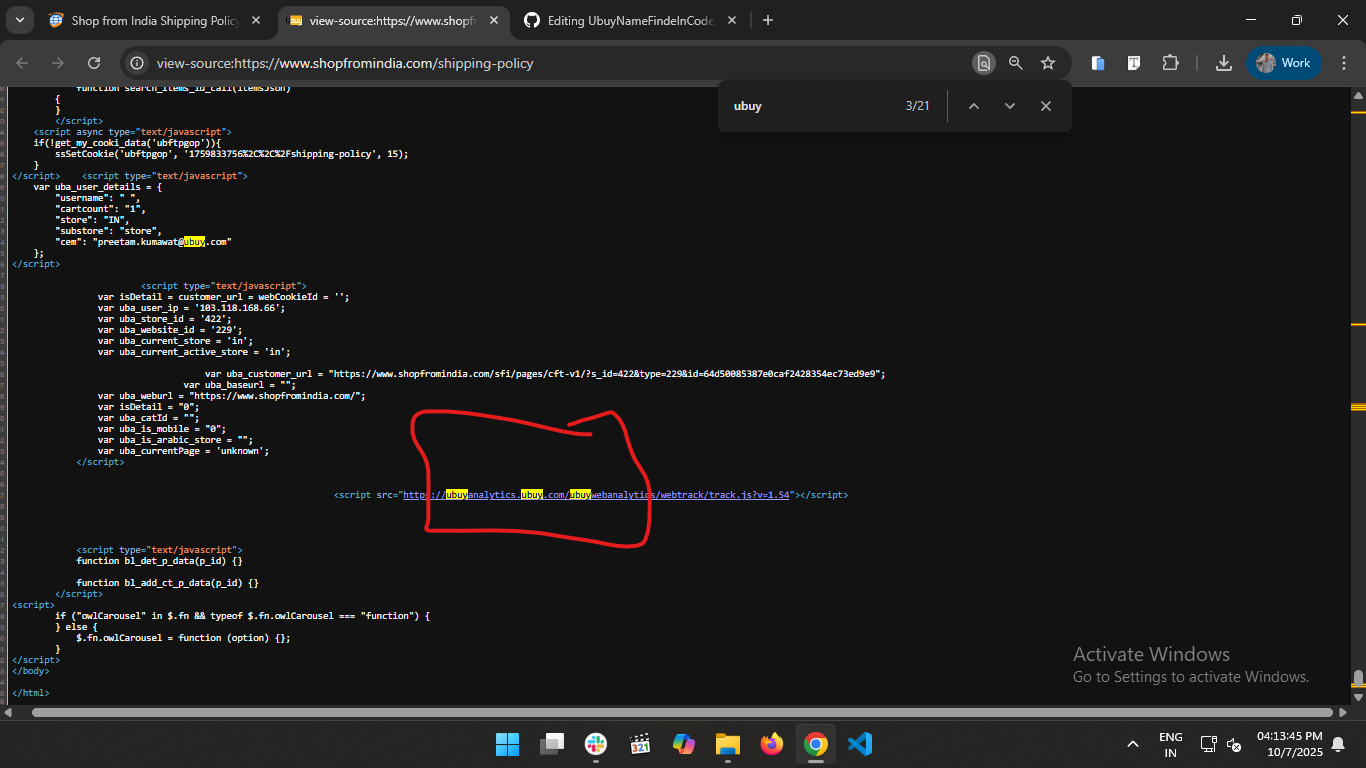 Shop from India Shipping Policy
view-source:https://www.shopfr
Editing UbuyNameFindeInCode
view-source:https://www.shopfromindia.com/shipping-policy
Work
ubuy
3/21
function search_items_id_call(itemsJson)
{
}
</script>
<script async type="text/javascript">
if(!get_my_cooki_data('ubftpgop')){
ssSetCookie('ubftpgop', '1759833756%2C%2C%2Fshipping-policy', 15);
}
</script> <script type="text/javascript">
var uba_user_details = {
"username": " ",
"cartcount": "1",
"store": "IN",
"substore": "store",
"cem": "preetam.kumawat@ubuy.com"
};
</script>
<script type="text/javascript">
var isDetail = customer_url = webCookieId = '';
var uba_user_ip = '103.118.168.66';
var uba_store_id = '422';
var uba_website_id = '229';
var uba_current_store = 'in';
var uba_current_active_store = 'in';
var uba_customer_url = "https://www.shopfromindia.com/sfi/pages/cft-v1/?s_id=422&type=229&id=64d50085387e0caf2428354ec73ed9e9";
var uba_baseurl = "";
var uba_weburl = "https://www.shopfromindia.com/";
var isDetail = "0";
var uba_catId = "";
var uba_is_mobile = "0";
var uba_is_arabic_store = "";
var uba_currentPage = 'unknown';
</script>
<script src="https://ubuyanalytics.ubuy.com/ubuywebanalytics/webtrack/track.js?v=1.54"></script>
<script type="text/javascript">
function bl_det_p_data(p_id) {}
function bl_add_ct_p_data(p_id) {}
</script>
<script>
if ("owlCarousel" in $.fn && typeof $.fn.owlCarousel === "function") {
} else {
$.fn.owlCarousel = function (option) {};
}
</script>
</body>
</html>
Activate Windows
Go to Settings to activate Windows.
321
ENG
IN
04:13:45 PM
10/7/2025